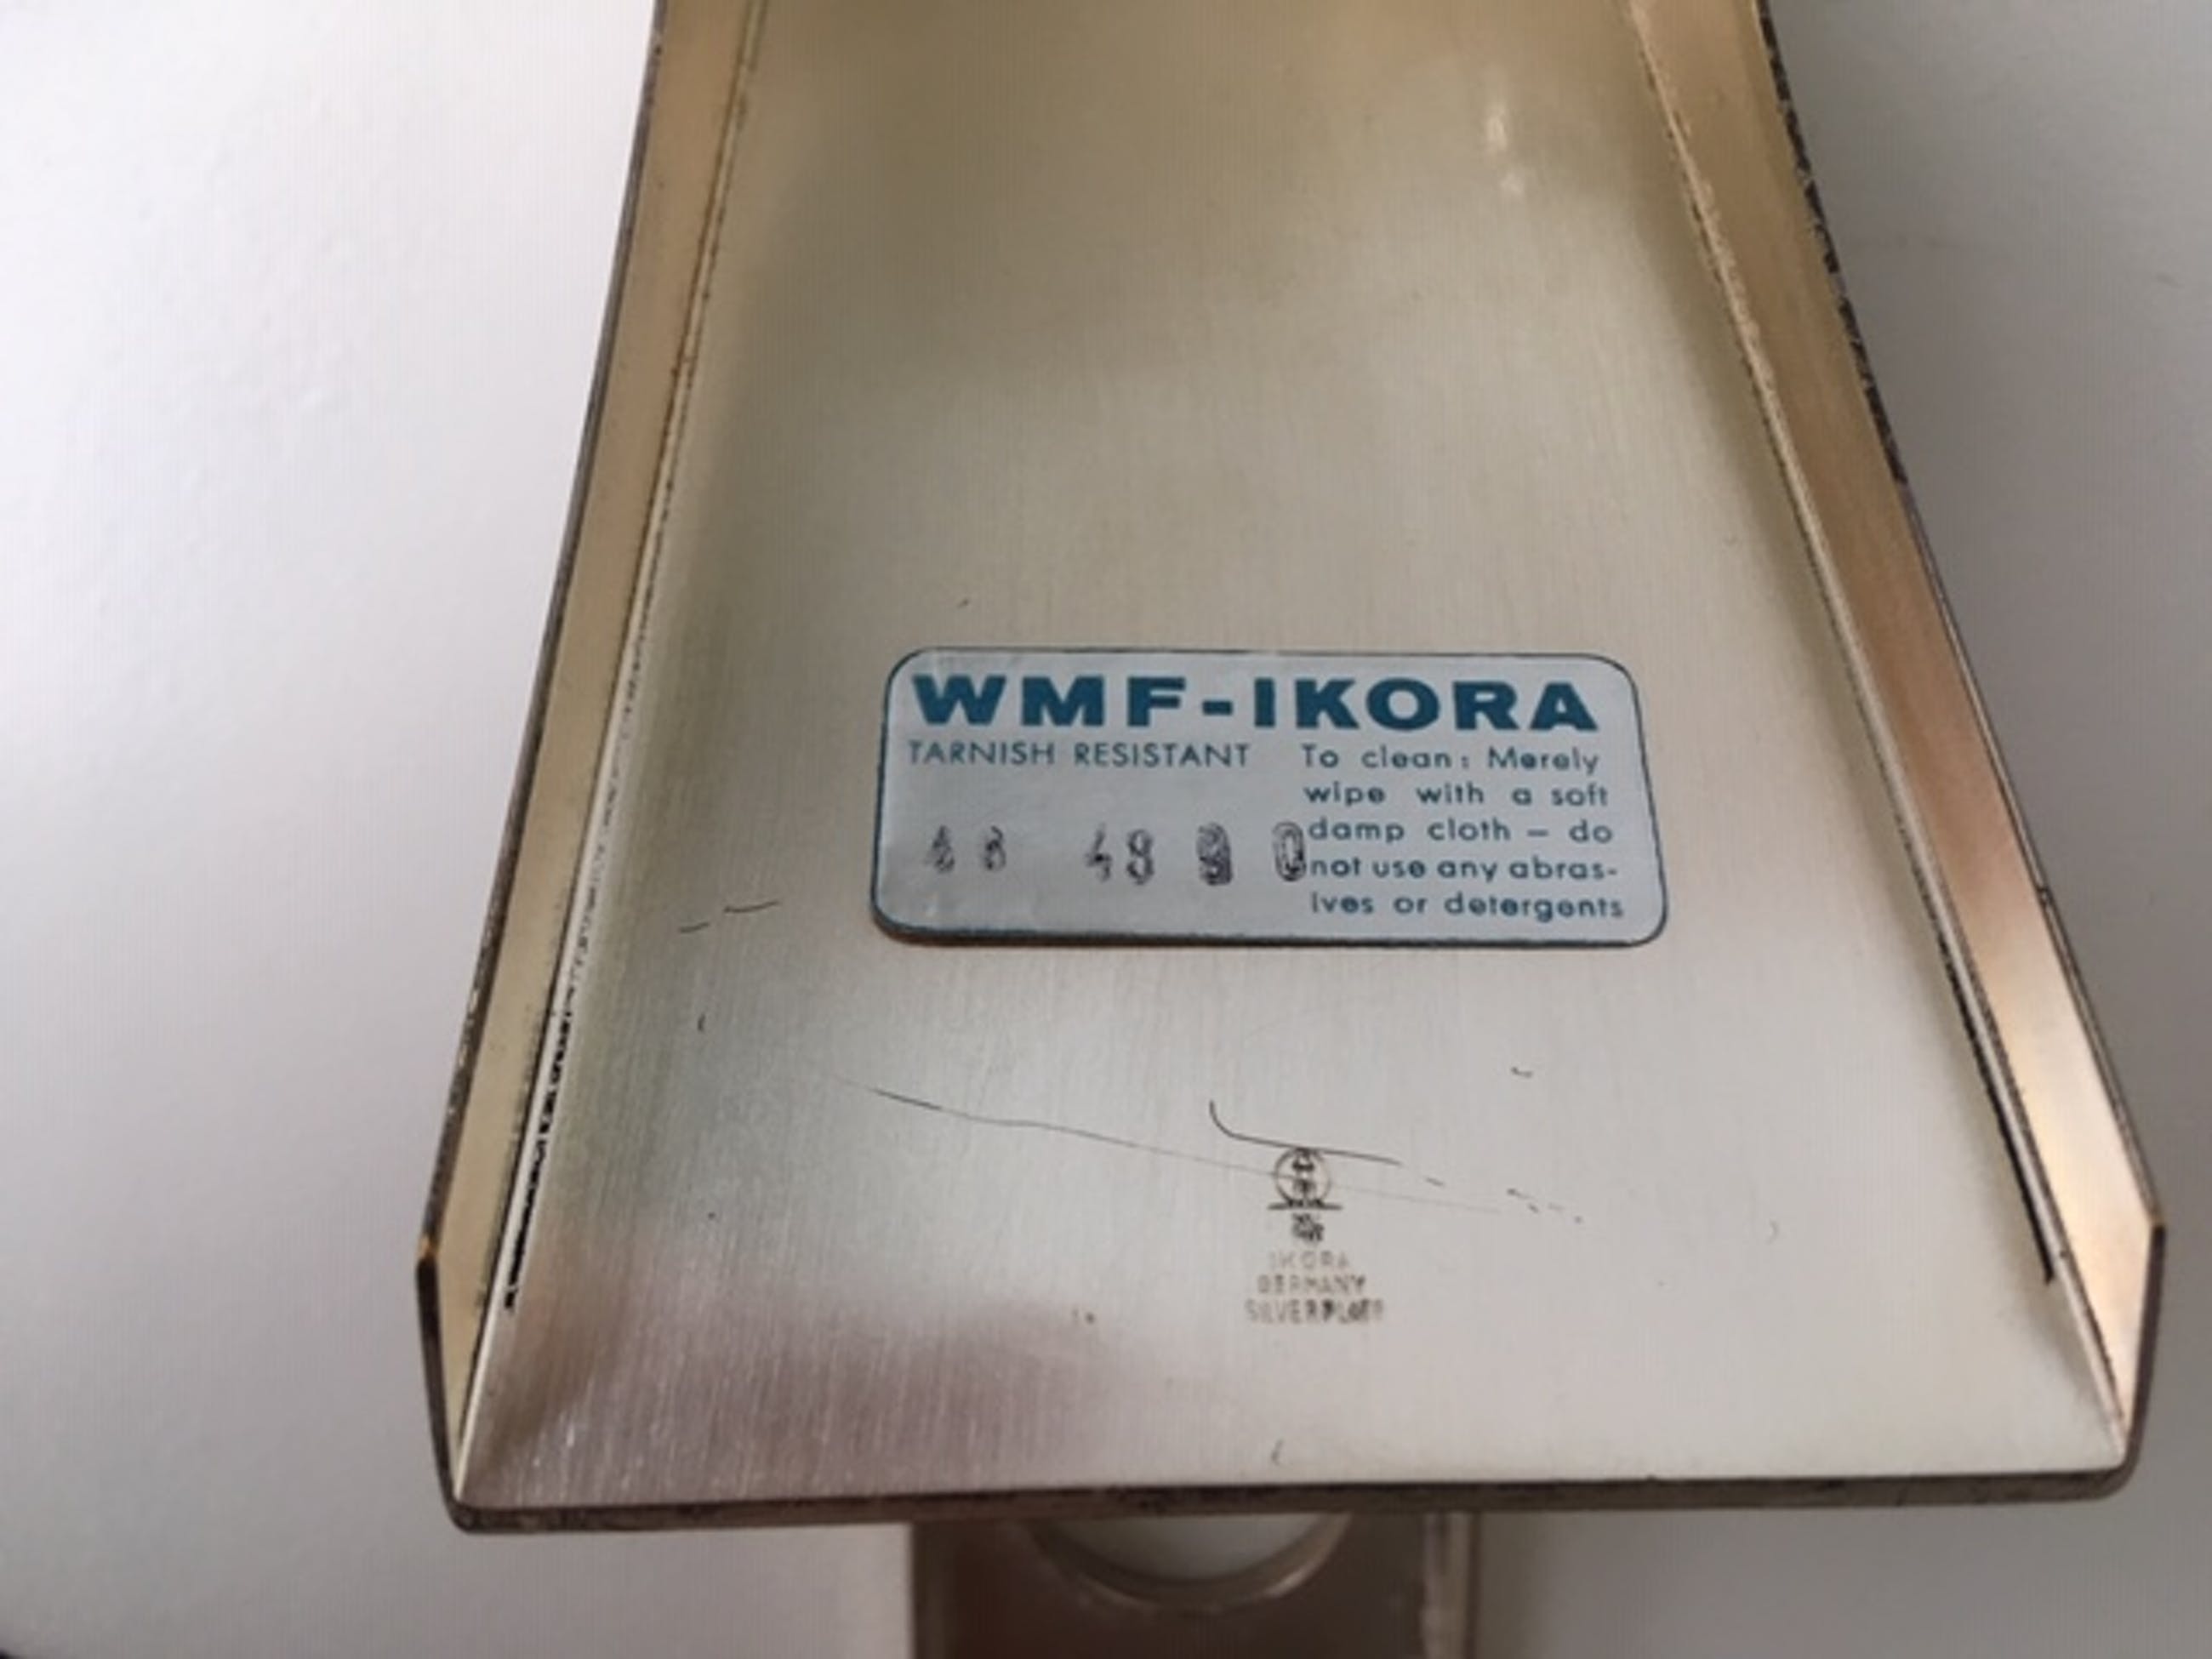 WMF-IKORA
TARNISH RESISTANT
To clean: Merely
wipe with a soft
damp cloth – do
not use any abras-
ives or detergents
IKORA
GERMANY
SILVERPLATE